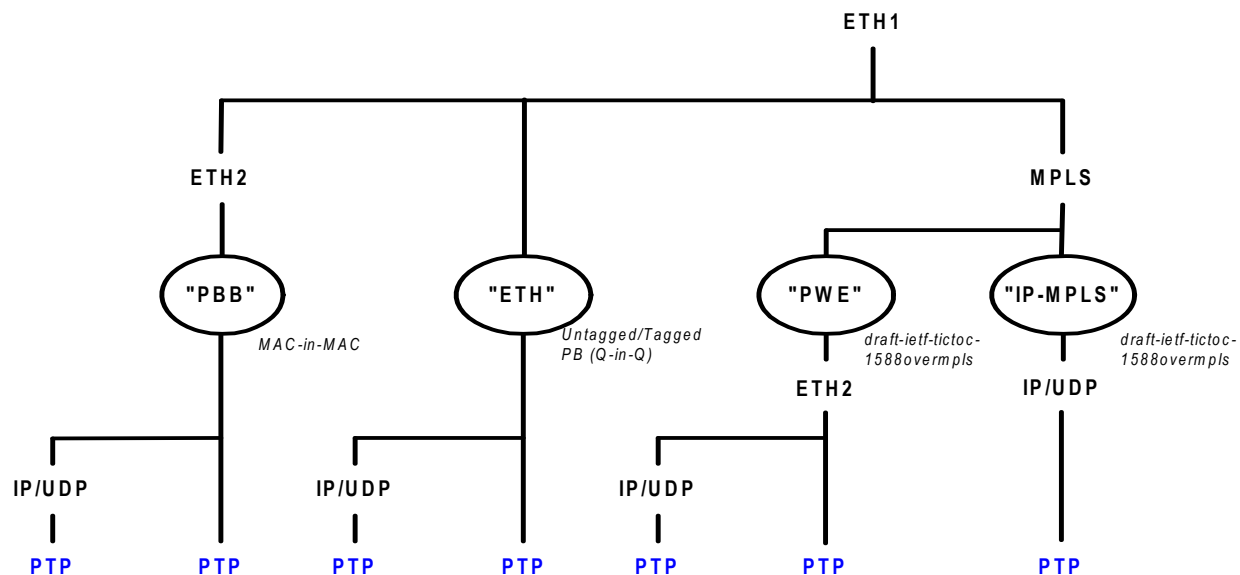 ETH1
ETH2
MPLS
"PBB"
"ETH"
"PWE"
"IP-MPLS"
MAC-in-MAC
Untagged/Tagged
PB (Q-in-Q)
draft-ietf-tictoc-
1588overmpls
draft-ietf-tictoc-
1588overmpls
ETH2
IP/UDP
IP/UDP
IP/UDP
IP/UDP
PTP
PTP
PTP
PTP
PTP
PTP
PTP